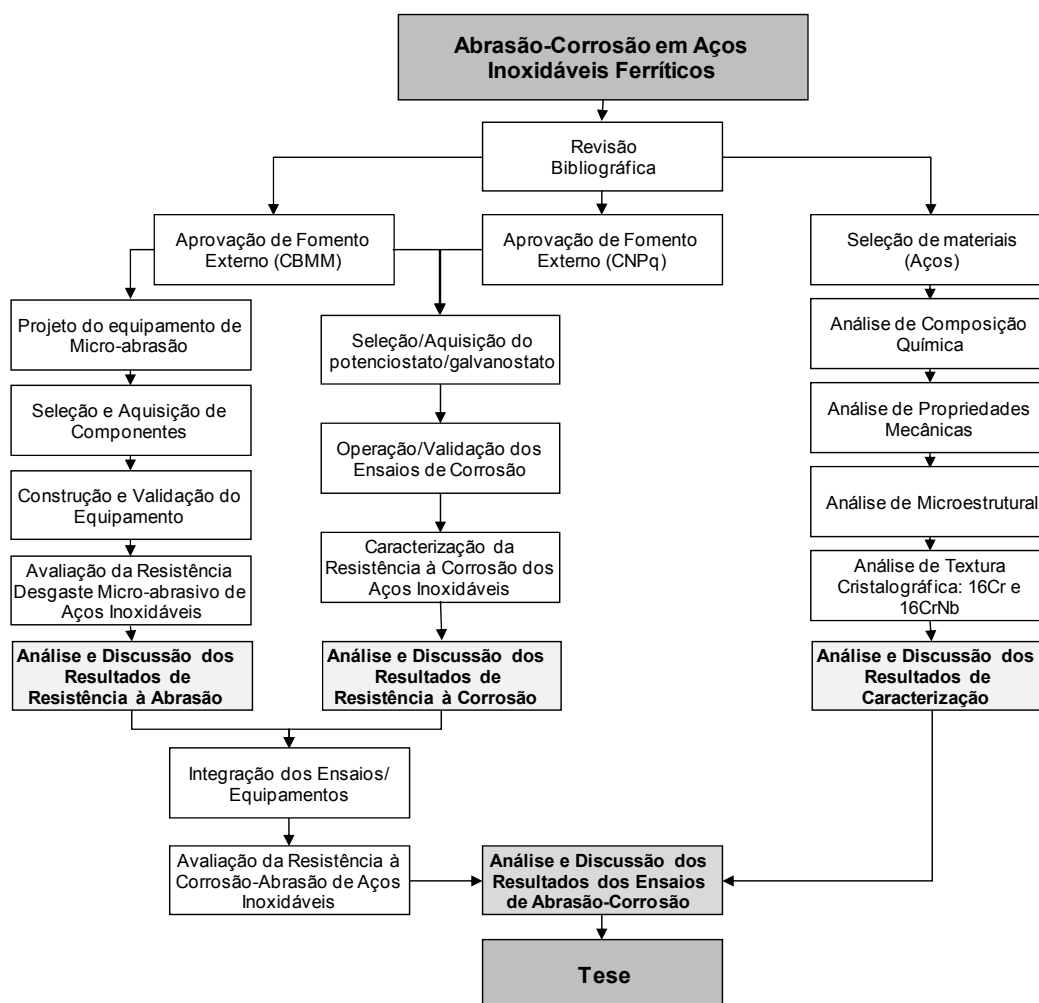 Abrasão-Corrosão em Aços
Inoxidáveis Ferríticos
Revisão
Bibliográfica
Aprovação de Fomento
Externo (CBMM)
Aprovação de Fomento
Externo (CNPq)
Seleção de materiais
(Aços)
Projeto do equipamento de
Micro-abrasão
Seleção/Aquisição do
potenciostato/galvanostato
Análise de Composição
Química
Seleção e Aquisição de
Componentes
Operação/Validação dos
Ensaios de Corrosão
Análise de Propriedades
Mecânicas
Construção e Validação do
Equipamento
Caracterização da
Resistência à Corrosão dos
Aços Inoxidáveis
Análise de Microestrutural
Avaliação da Resistência
Desgaste Micro-abrasivo de
Aços Inoxidáveis
Análise de Textura
Cristalográfica: 16Cr e
16CrNb
Análise e Discussão dos
Resultados de
Resistência à Abrasão
Análise e Discussão dos
Resultados de
Resistência à Corrosão
Análise e Discussão dos
Resultados de
Caracterização
Integração dos Ensaios/
Equipamentos
Avaliação da Resistência à
Corrosão-Abrasão de Aços
Inoxidáveis
Análise e Discussão dos
Resultados dos Ensaios
de Abrasão-Corrosão
Tese